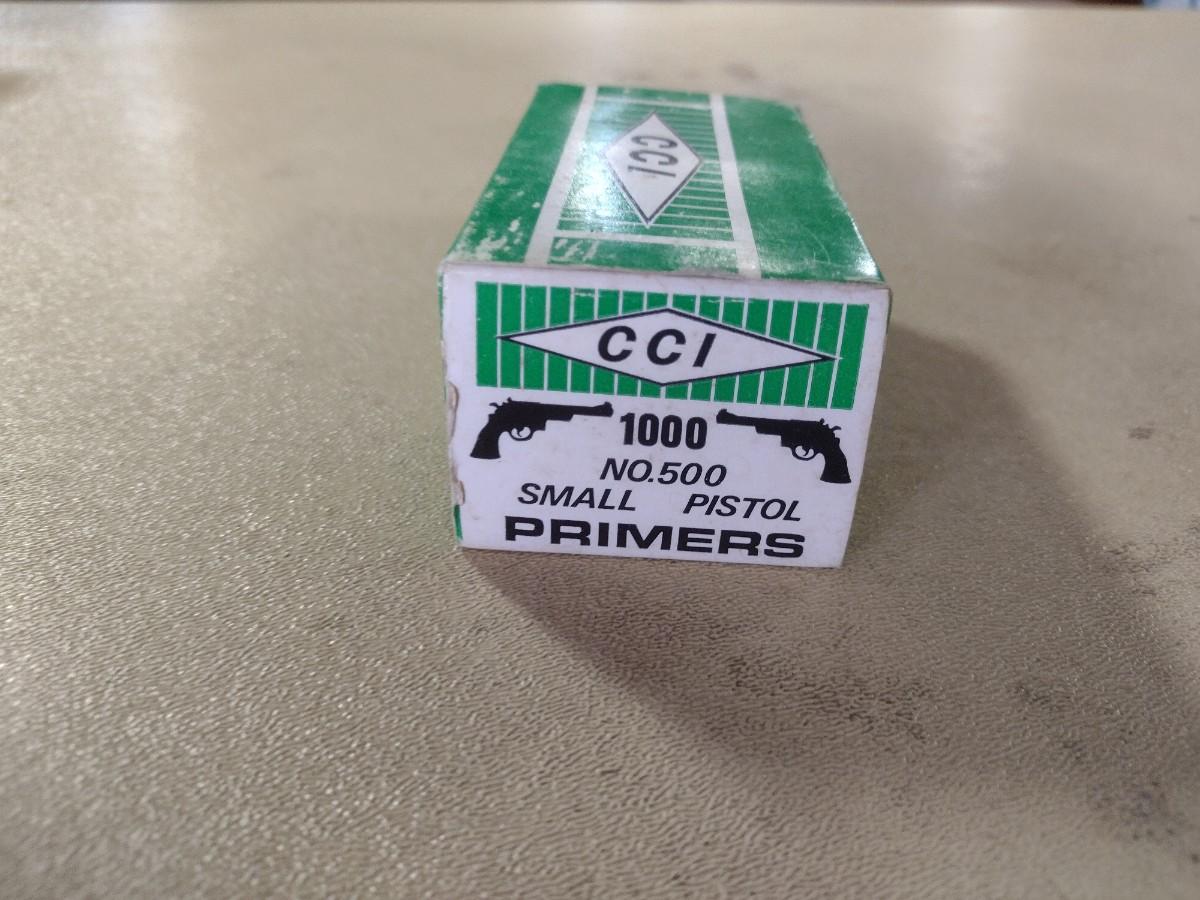 CCI
CCI
1000
NO.500
SMALL PISTOL
PRIMERS